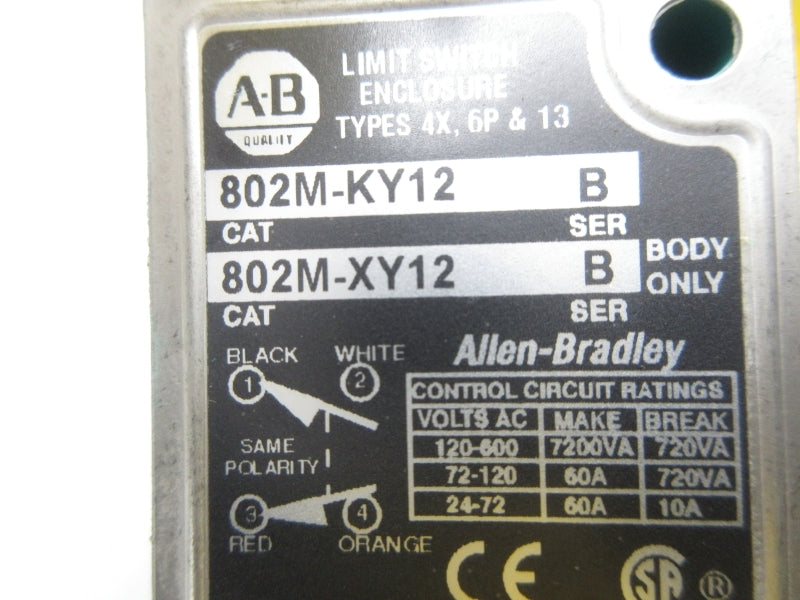 A-B
QUALITY
LIMIT SWITCH
ENCLOSURE
TYPES 4X, 6P & 13
802M-KY12 B
CAT SER
802M-XY12 B
BODY
ONLY
CAT SER
BLACK WHITE
1 2
SAME
POLARITY
3 4
RED ORANGE
Allen-Bradley
CONTROL CIRCUIT RATINGS
VOLTS AC MAKE BREAK
120-600 7200VA 720VA
72-120 60A 720VA
24-72 60A 10A
CE SA ®